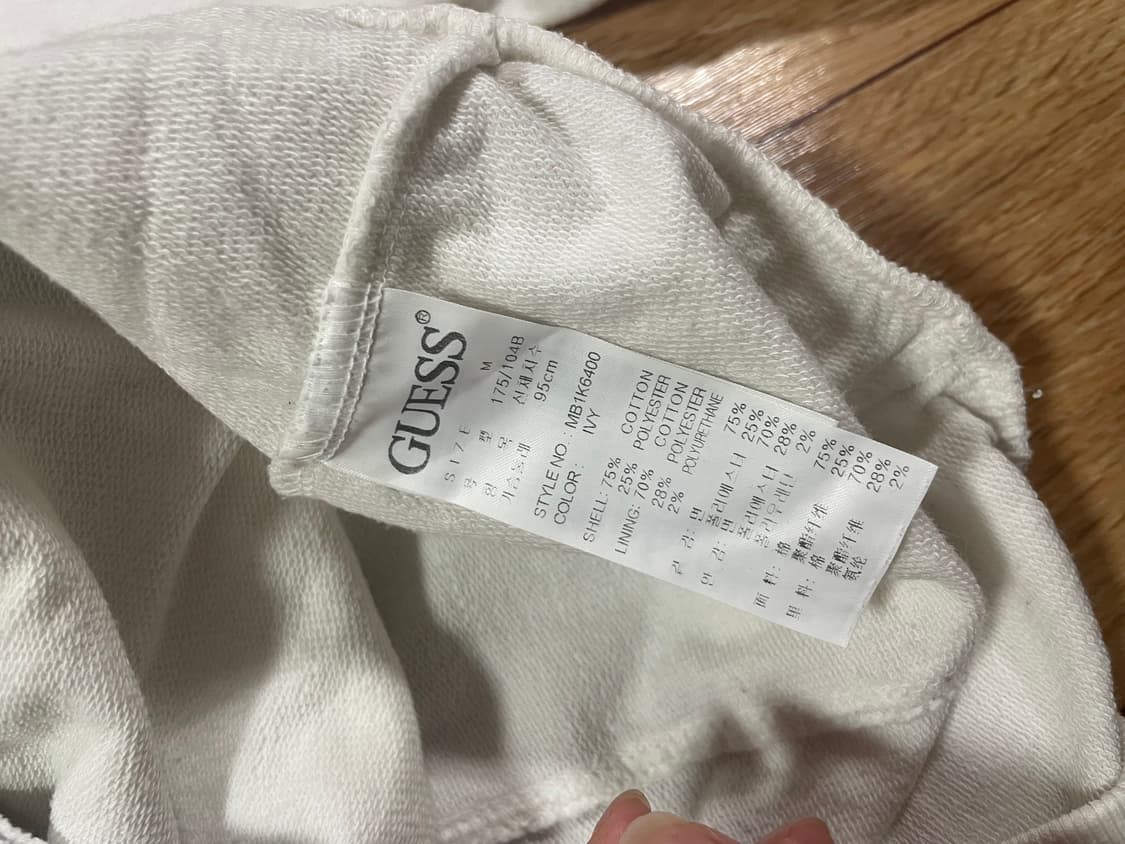 GUESS®
SIZE M
품 목 175/104B
신체치수
가슴둘레 95cm
STYLE NO.: MB1K6400
COLOR: IVY
SHELL: 75% COTTON
25% POLYESTER
LINING: 70% COTTON
28% POLYESTER
2% POLYURETHANE
겉 감: 면 75%
폴리에스터 25%
안 감: 면 70%
폴리에스터 28%
폴리우레탄 2%
面 料: 棉 75%
聚酯纤维 25%
里 料: 棉 70%
聚酯纤维 28%
氨纶 2%